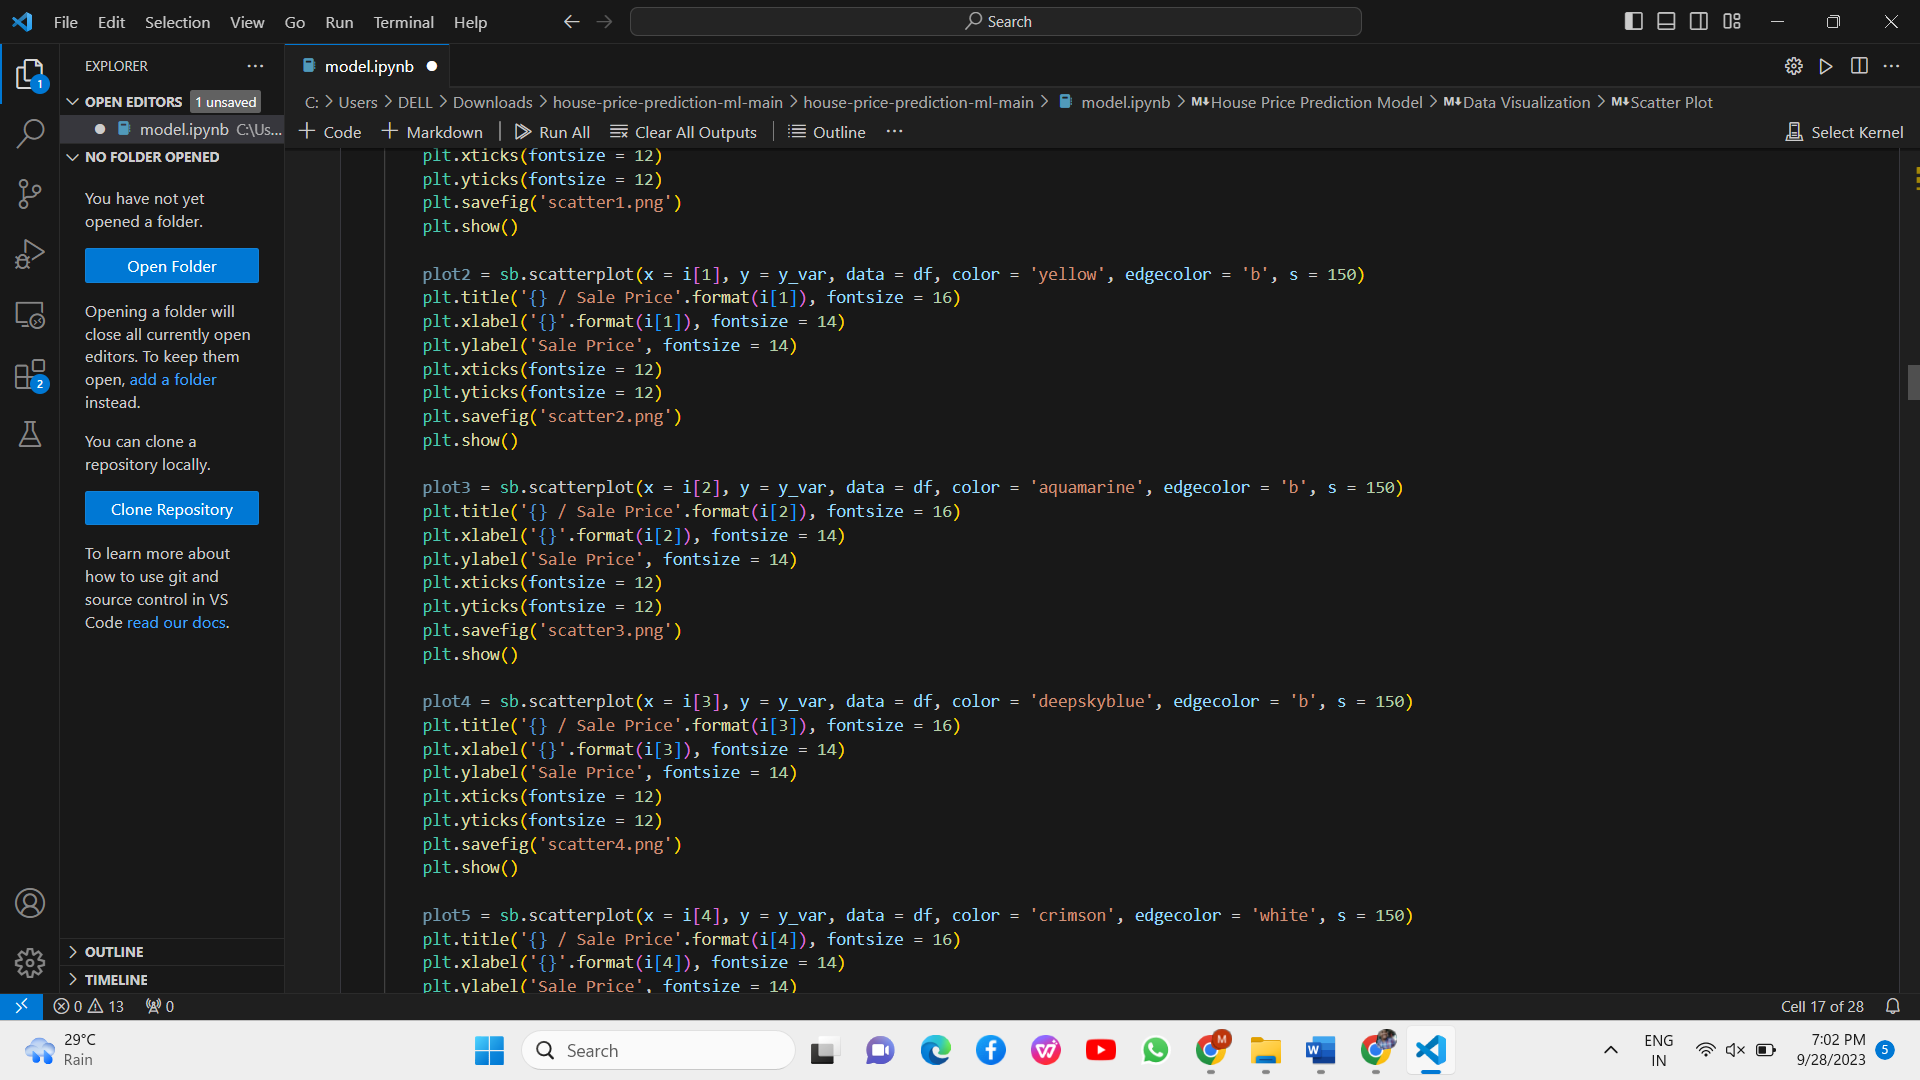 File Edit Selection View Go Run Terminal Help
Search
EXPLORER
model.ipynb
OPEN EDITORS 1 unsaved
model.ipynb C:\Us...
NO FOLDER OPENED
You have not yet
opened a folder.
Open Folder
Opening a folder will
close all currently open
editors. To keep them
open, add a folder
instead.
You can clone a
repository locally.
Clone Repository
To learn more about
how to use git and
source control in VS
Code read our docs.
OUTLINE
TIMELINE
1
2
C: > Users > DELL > Downloads > house-price-prediction-ml-main > house-price-prediction-ml-main > model.ipynb > M↓House Price Prediction Model > M↓Data Visualization > M↓Scatter Plot
+ Code + Markdown | Run All Clear All Outputs | Outline ··· Select Kernel
plt.xticks(fontsize = 12)
plt.yticks(fontsize = 12)
plt.savefig('scatter1.png')
plt.show()
plot2 = sb.scatterplot(x = i[1], y = y_var, data = df, color = 'yellow', edgecolor = 'b', s = 150)
plt.title('{} / Sale Price'.format(i[1]), fontsize = 16)
plt.xlabel('{}'.format(i[1]), fontsize = 14)
plt.ylabel('Sale Price', fontsize = 14)
plt.xticks(fontsize = 12)
plt.yticks(fontsize = 12)
plt.savefig('scatter2.png')
plt.show()
plot3 = sb.scatterplot(x = i[2], y = y_var, data = df, color = 'aquamarine', edgecolor = 'b', s = 150)
plt.title('{} / Sale Price'.format(i[2]), fontsize = 16)
plt.xlabel('{}'.format(i[2]), fontsize = 14)
plt.ylabel('Sale Price', fontsize = 14)
plt.xticks(fontsize = 12)
plt.yticks(fontsize = 12)
plt.savefig('scatter3.png')
plt.show()
plot4 = sb.scatterplot(x = i[3], y = y_var, data = df, color = 'deepskyblue', edgecolor = 'b', s = 150)
plt.title('{} / Sale Price'.format(i[3]), fontsize = 16)
plt.xlabel('{}'.format(i[3]), fontsize = 14)
plt.ylabel('Sale Price', fontsize = 14)
plt.xticks(fontsize = 12)
plt.yticks(fontsize = 12)
plt.savefig('scatter4.png')
plt.show()
plot5 = sb.scatterplot(x = i[4], y = y_var, data = df, color = 'crimson', edgecolor = 'white', s = 150)
plt.title('{} / Sale Price'.format(i[4]), fontsize = 16)
plt.xlabel('{}'.format(i[4]), fontsize = 14)
plt.ylabel('Sale Price', fontsize = 14)
0 13 0
Cell 17 of 28
29°C
Rain
Search
M
W
ENG
IN
7:02 PM
9/28/2023
5